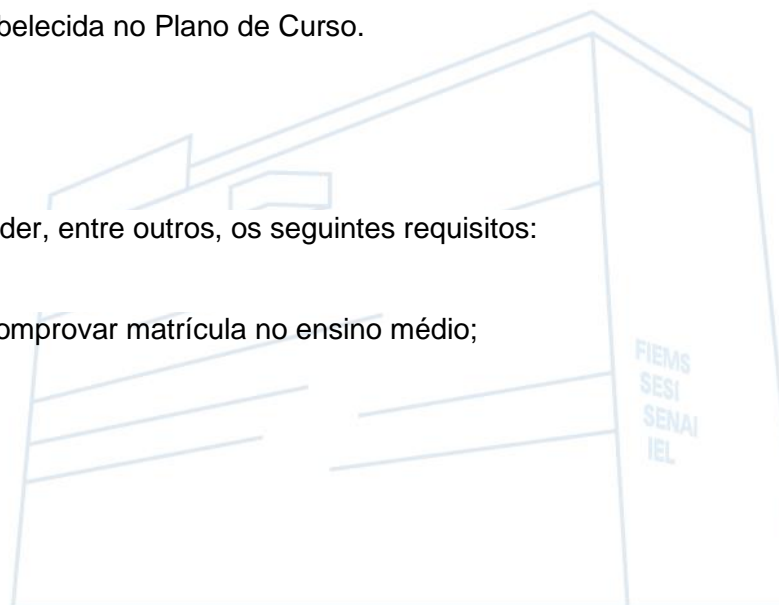 belecida no Plano de Curso.
der, entre outros, os seguintes requisitos:
omprovar matrícula no ensino médio;
FIEMS
SESI
SENAI
IEL